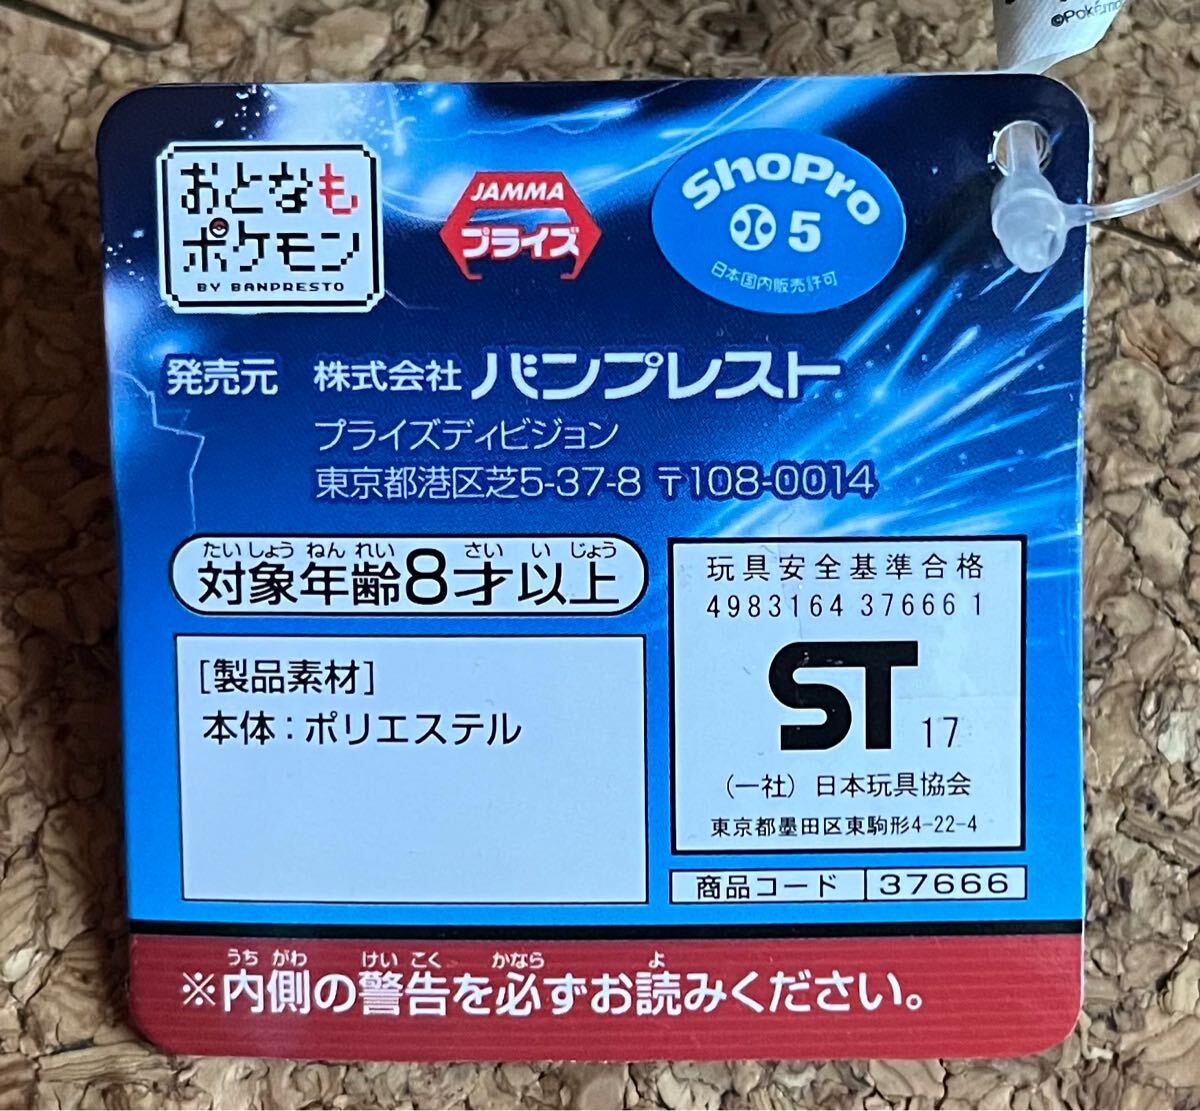 ©Pokémo
おとなも
ポケモン
BY BANPRESTO
JAMMA
プライズ
ShoPro
5
日本国内販売許可
発売元 株式会社 バンプレスト
プライズディビジョン
東京都港区芝5-37-8 〒108-0014
たいしょう ねん れい さい い じょう
対象年齢8才以上
[製品素材]
本体:ポリエステル
玩具安全基準合格
4983164 37666 1
ST 17
(一社)日本玩具協会
東京都墨田区東駒形4-22-4
商品コード 37666
うち がわ けい こく かなら よ
※内側の警告を必ずお読みください。